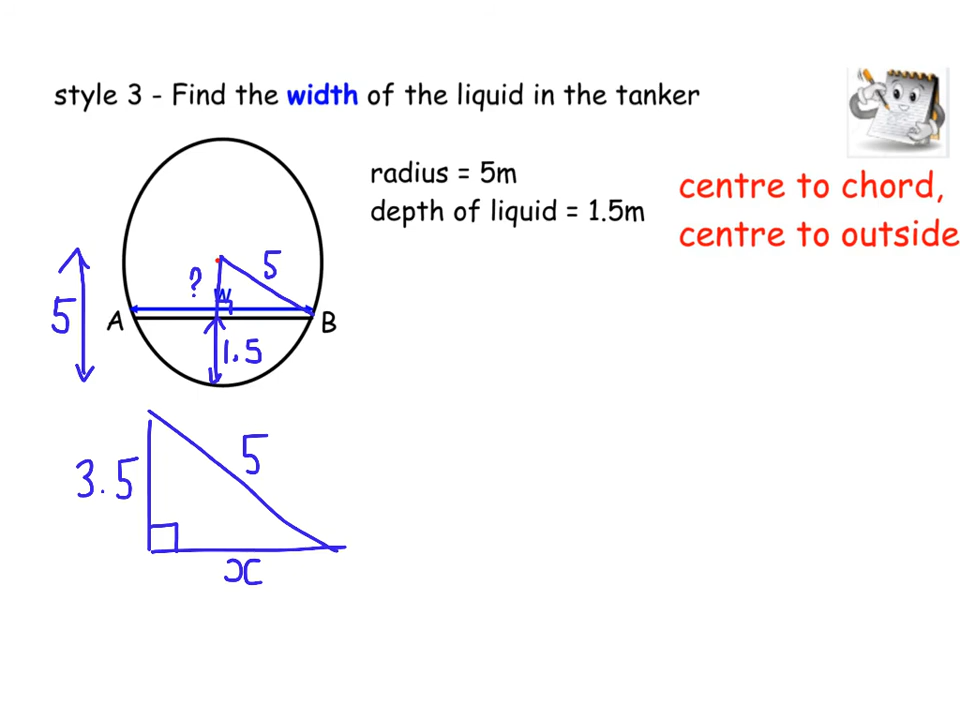 style 3 - Find the width of the liquid in the tanker
radius = 5m
depth of liquid = 1.5m
centre to chord,
centre to outside
5
?
5
W
A
B
1.5
3.5
5
x